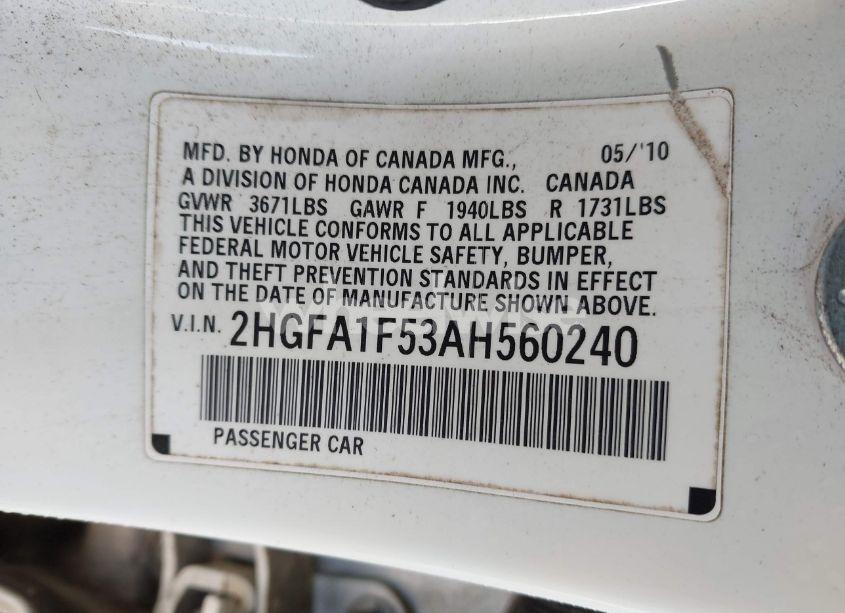 MFD. BY HONDA OF CANADA MFG., 05/'10
A DIVISION OF HONDA CANADA INC. CANADA
GVWR 3671LBS GAWR F 1940LBS R 1731LBS
THIS VEHICLE CONFORMS TO ALL APPLICABLE
FEDERAL MOTOR VEHICLE SAFETY, BUMPER,
AND THEFT PREVENTION STANDARDS IN EFFECT
ON THE DATE OF MANUFACTURE SHOWN ABOVE.
V.I.N. 2HGFA1F53AH560240
PASSENGER CAR